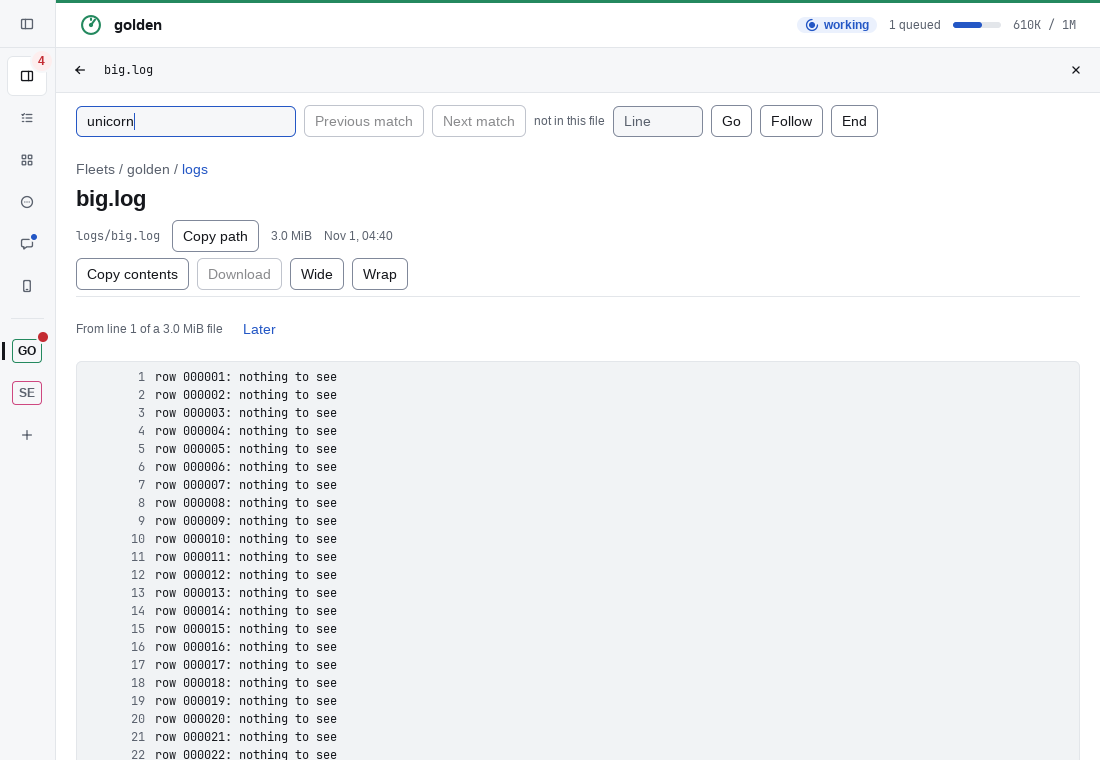 golden
working
1 queued
610K / 1M
4
big.log
unicorn
Previous match
Next match
not in this file
Line
Go
Follow
End
Fleets / golden / logs
big.log
logs/big.log
Copy path
3.0 MiB
Nov 1, 04:40
Copy contents
Download
Wide
Wrap
GO
SE
From line 1 of a 3.0 MiB file
Later
1 row 000001: nothing to see
2 row 000002: nothing to see
3 row 000003: nothing to see
4 row 000004: nothing to see
5 row 000005: nothing to see
6 row 000006: nothing to see
7 row 000007: nothing to see
8 row 000008: nothing to see
9 row 000009: nothing to see
10 row 000010: nothing to see
11 row 000011: nothing to see
12 row 000012: nothing to see
13 row 000013: nothing to see
14 row 000014: nothing to see
15 row 000015: nothing to see
16 row 000016: nothing to see
17 row 000017: nothing to see
18 row 000018: nothing to see
19 row 000019: nothing to see
20 row 000020: nothing to see
21 row 000021: nothing to see
22 row 000022: nothing to see